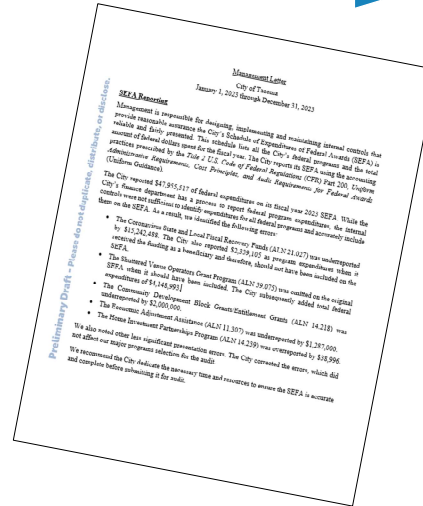 Management Letter
City of Tacoma
January 1, 2023 through December 31, 2023
SEFA Reporting
Management is responsible for designing, implementing and maintaining internal controls that
provide reasonable assurance the City's Schedule of Expenditures of Federal Awards (SEFA) is
reliable and fairly presented. This schedule lists all the City's federal programs and the total
amount of federal dollars spent for the fiscal year. The City reports its SEFA using the accounting
practices prescribed by the Title 2 U.S. Code of Federal Regulations (CFR) Part 200, Uniform
Administrative Requirements, Cost Principles, and Audit Requirements for Federal Awards
(Uniform Guidance).
The City reported $47,955,517 of federal expenditures on its fiscal year 2023 SEFA. While the
City's finance department has a process to report federal program expenditures, the internal
controls were not sufficient to identify expenditures for all federal programs and accurately include
them on the SEFA. As a result, we identified the following errors:
• The Coronavirus State and Local Fiscal Recovery Funds (ALN 21.027) was underreported
by $15,242,488. The City also reported $2,339,105 as program expenditures when it
received the funding as a beneficiary and therefore, should not have been included on the
SEFA.
• The Shuttered Venue Operators Grant Program (ALN 59.075) was omitted on the original
SEFA when it should have been included. The City subsequently added total federal
expenditures of $4,148,991.
• The Community Development Block Grants/Entitlement Grants (ALN 14.218) was
underreported by $2,000,000.
• The Economic Adjustment Assistance (ALN 11.307) was underreported by $1,287,000.
• The Home Investment Partnerships Program (ALN 14.239) was overreported by $38,996.
We also noted other less significant presentation errors. The City corrected the errors, which did
not affect our major programs selection for the audit.
We recommend the City dedicate the necessary time and resources to ensure the SEFA is accurate
and complete before submitting it for audit.
Preliminary Draft - Please do not duplicate, distribute, or disclose.